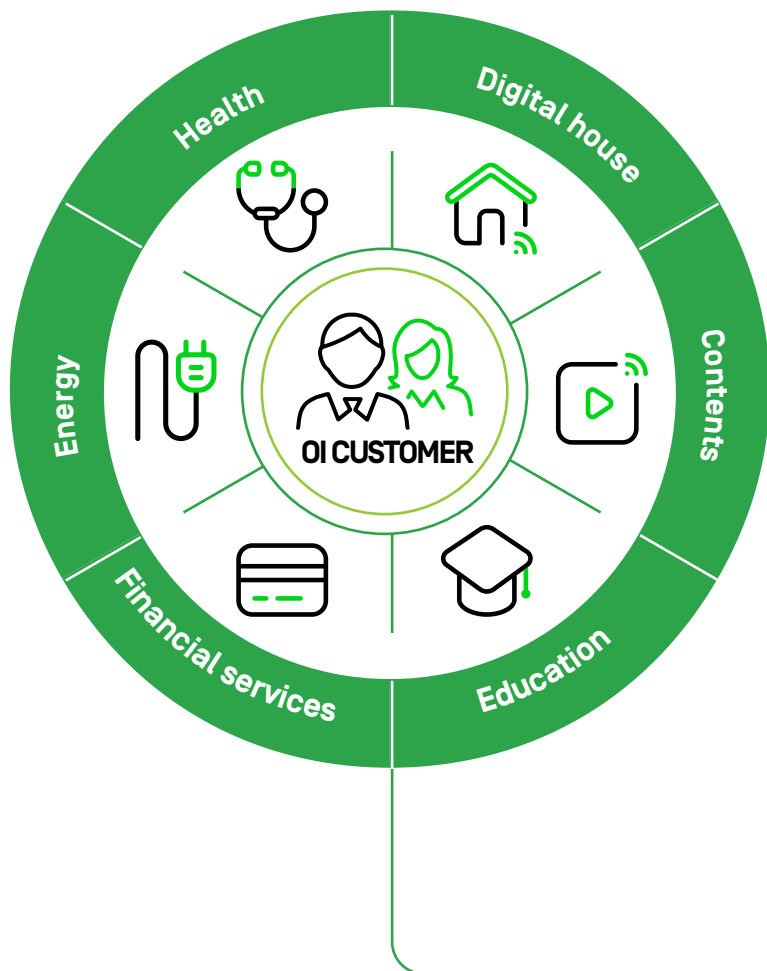 Health
Digital house
Energy
Contents
OI CUSTOMER
Financial services
Education